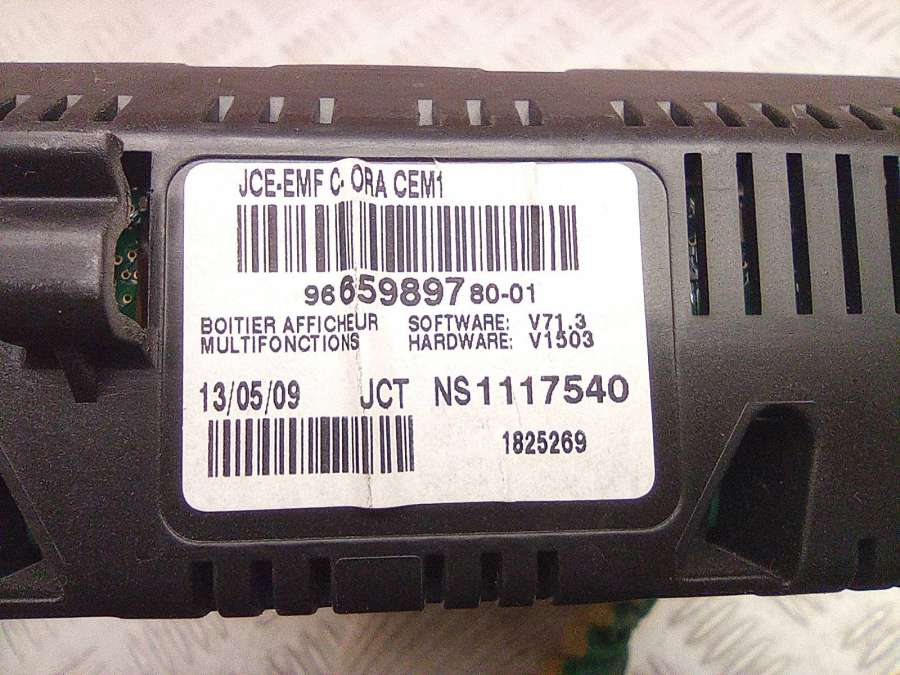 JCE-EMF C- ORA CEM1
9665989780-01
BOITIER AFFICHEUR SOFTWARE: V71.3
MULTIFONCTIONS HARDWARE: V1503
13/05/09 JCT NS1117540
1825269